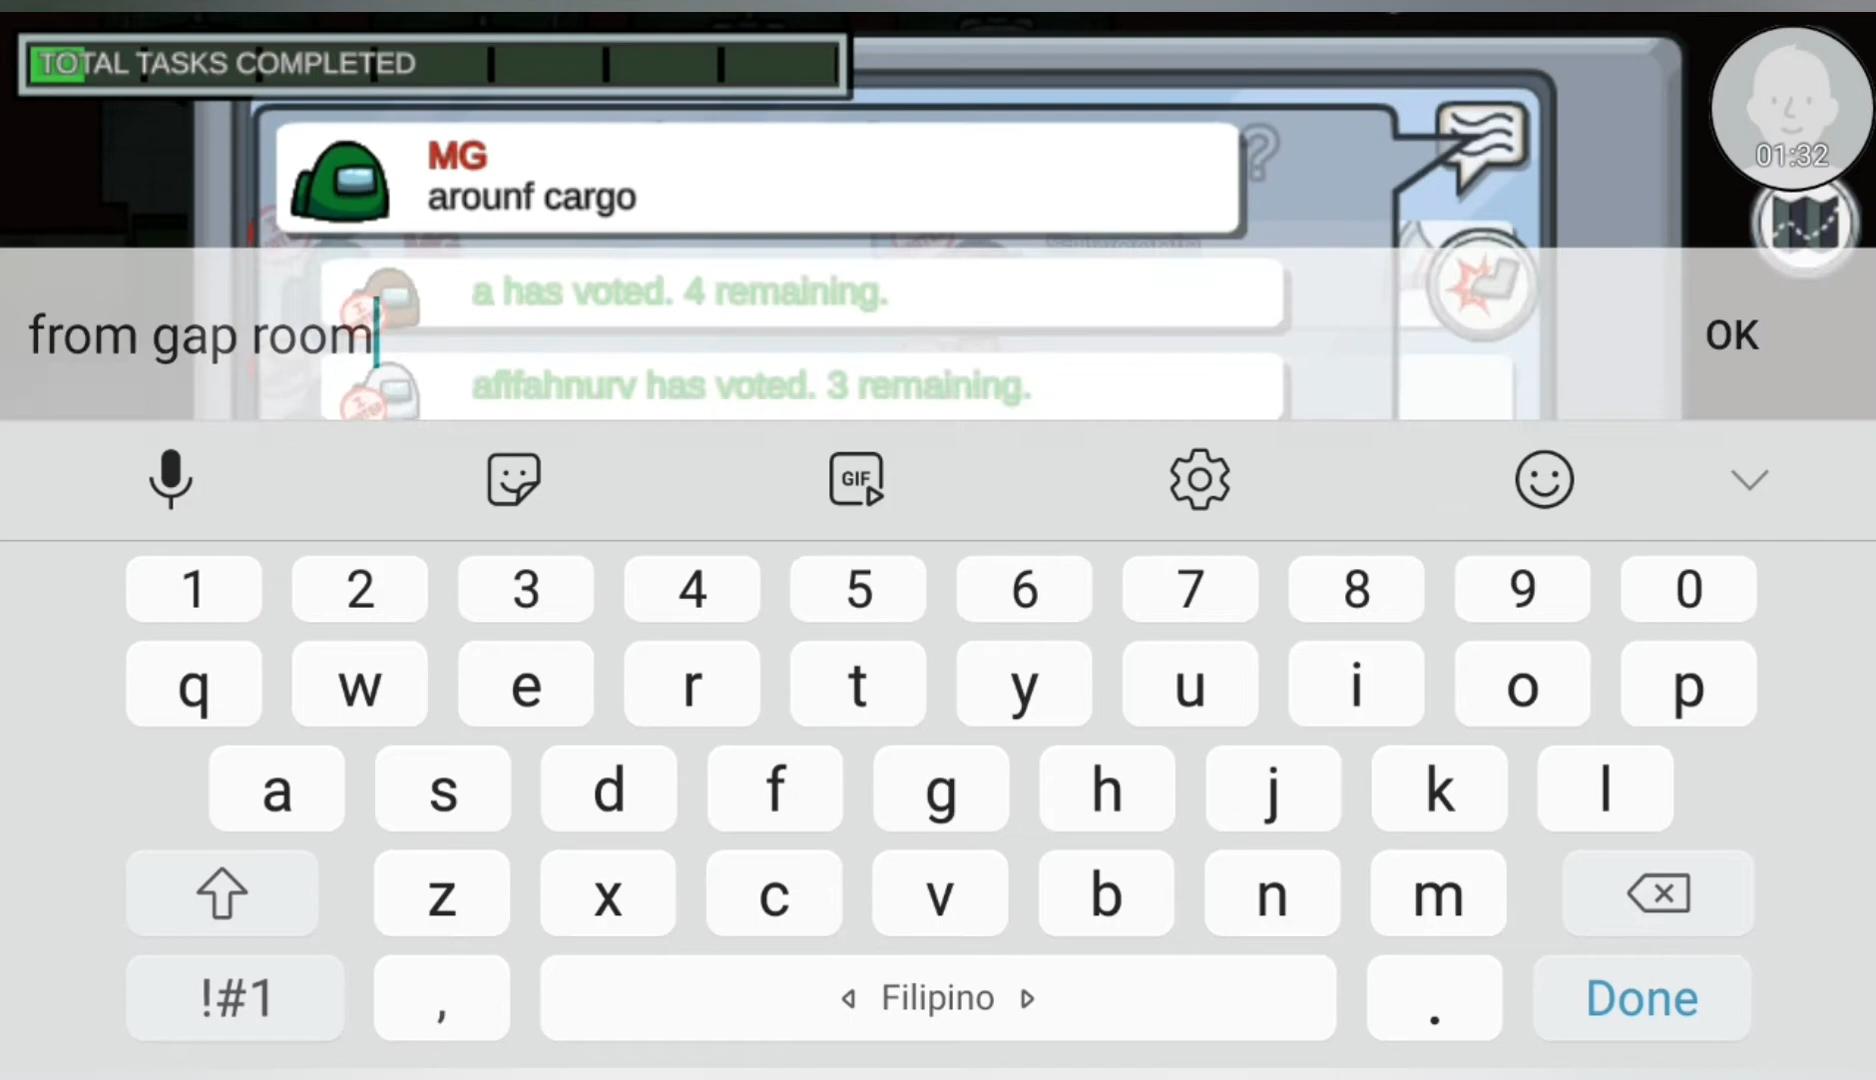 TOTAL TASKS COMPLETED
01:32
MG
arounf cargo
?
a has voted. 4 remaining.
from gap room
OK
has voted. 3 remaining.
GIF
1 2 3 4 5 6 7 8 9 0
q w e r t y u i o p
a s d f g h j k l
z x c v b n m
!#1 , Filipino . Done